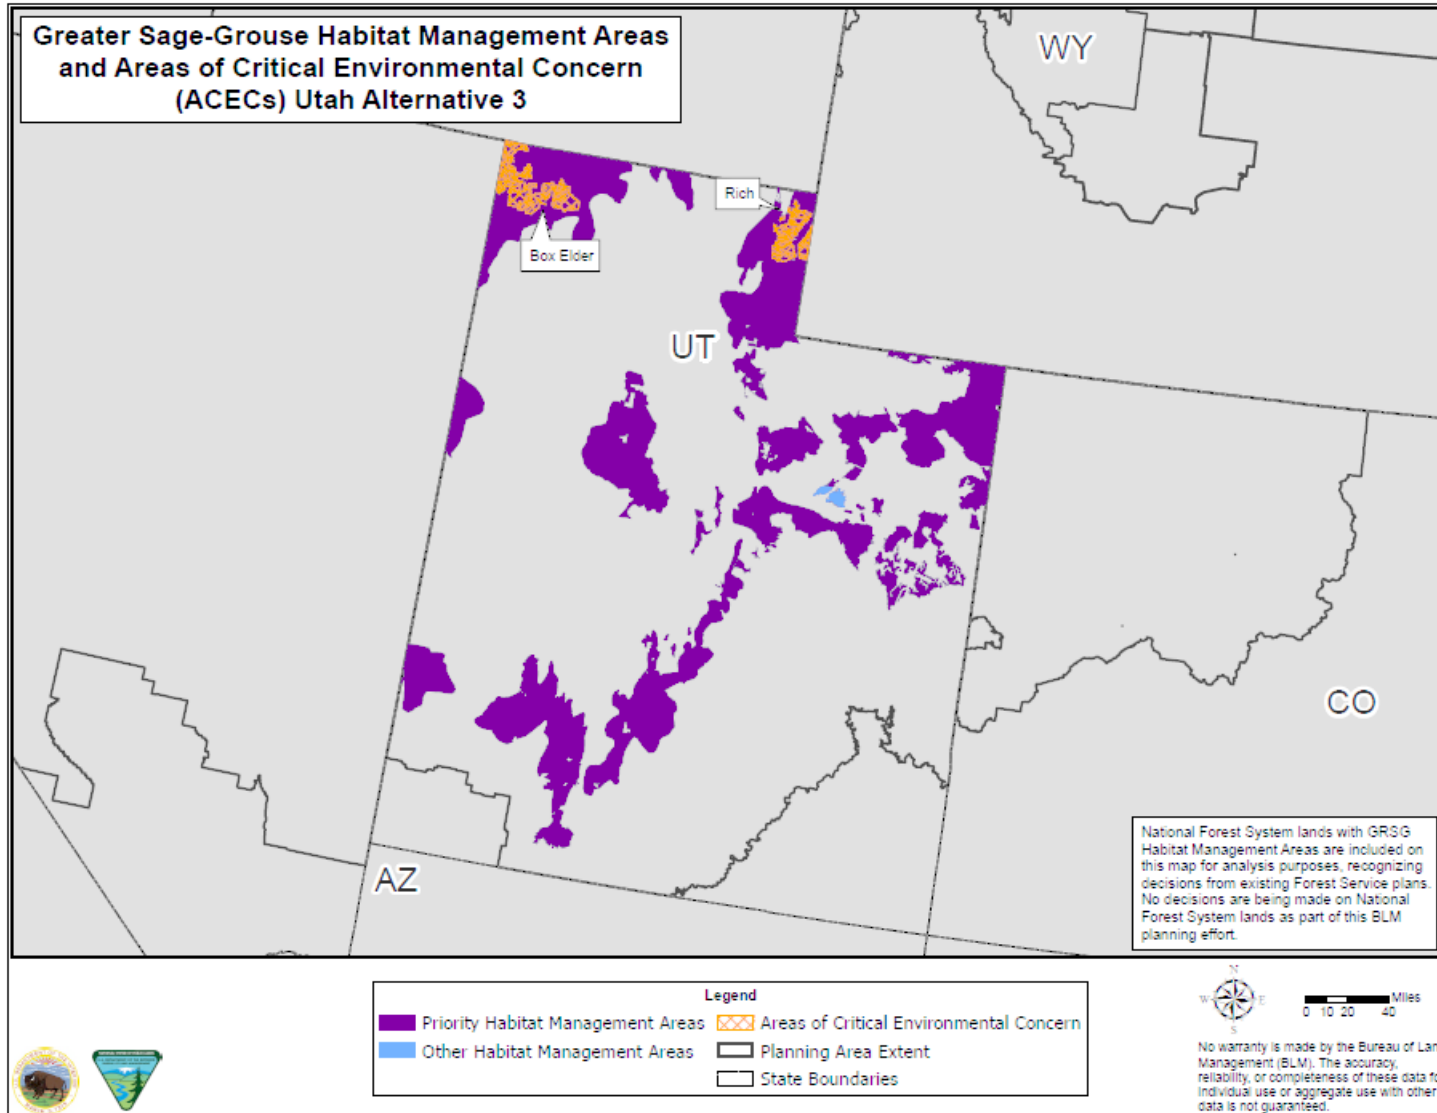 Greater Sage-Grouse Habitat Management Areas
and Areas of Critical Environmental Concern
(ACECs) Utah Alternative 3
WY
Rich
Box Elder
UT
CO
AZ
National Forest System lands with GRSG
Habitat Management Areas are included on
this map for analysis purposes, recognizing
decisions from existing Forest Service plans.
No decisions are being made on National
Forest System lands as part of this BLM
planning effort.
Legend
Priority Habitat Management Areas
Areas of Critical Environmental Concern
Other Habitat Management Areas
Planning Area Extent
State Boundaries
N
W E
S
Miles
0 10 20 40
No warranty is made by the Bureau of Lan
Management (BLM). The accuracy,
reliability, or completeness of these data fo
individual use or aggregate use with other
data is not guaranteed.